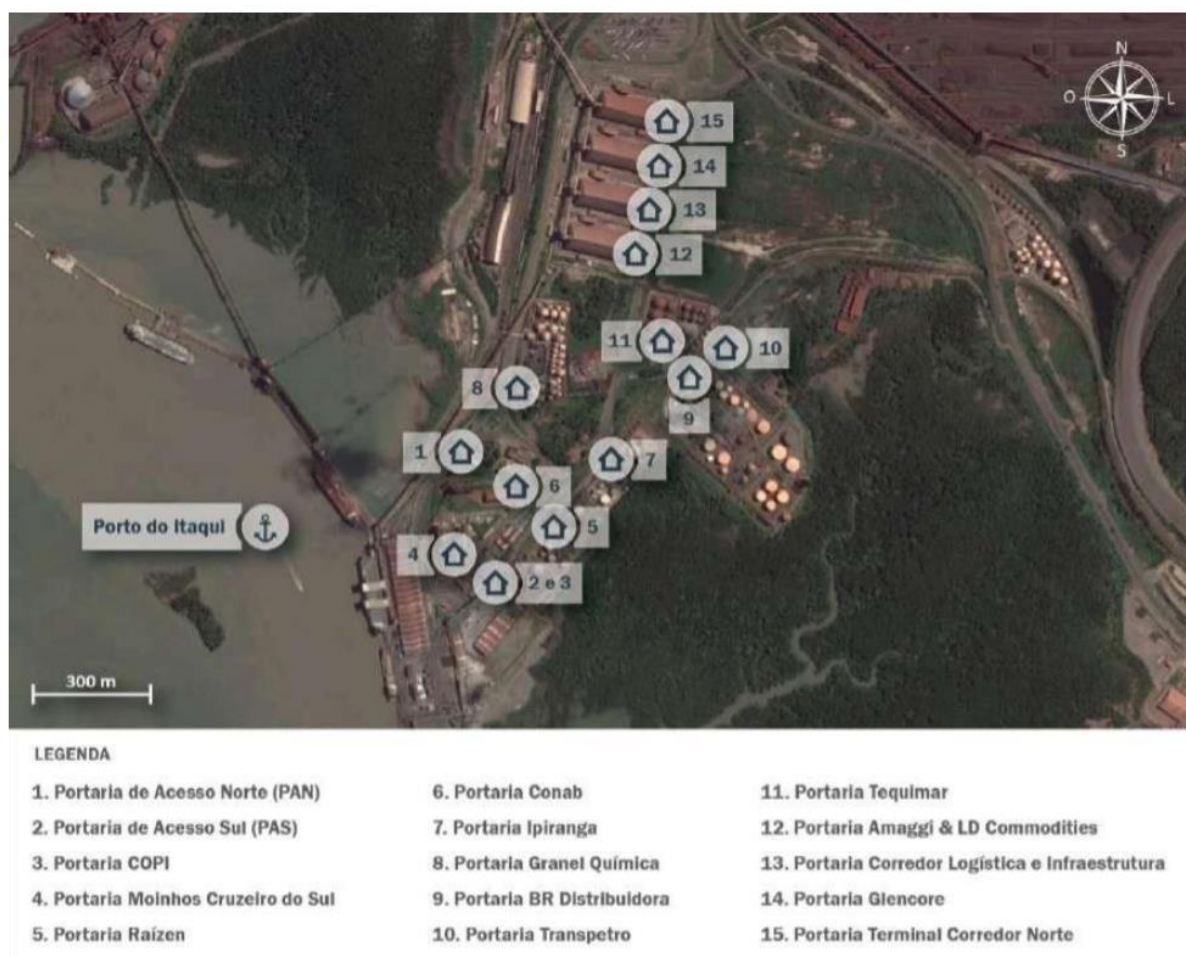 N
O
L
S
15
14
13
12
11
10
9
8
1
7
6
Porto do Itaqui
5
4
2 e 3
300 m
LEGENDA
1. Portaria de Acesso Norte (PAN)
2. Portaria de Acesso Sul (PAS)
3. Portaria COPI
4. Portaria Moinhos Cruzeiro do Sul
5. Portaria Raízen
6. Portaria Conab
7. Portaria Ipiranga
8. Portaria Granel Química
9. Portaria BR Distribuidora
10. Portaria Transpetro
11. Portaria Tequimar
12. Portaria Amaggi & LD Commodities
13. Portaria Corredor Logística e Infraestrutura
14. Portaria Glencore
15. Portaria Terminal Corredor Norte